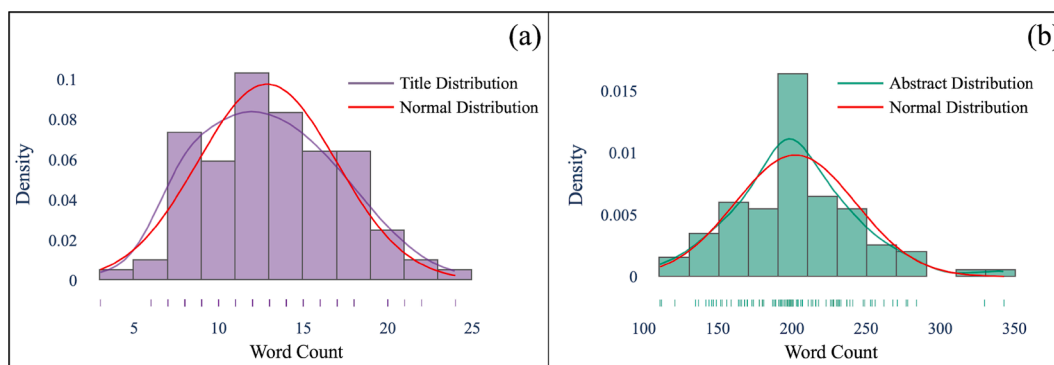 (a)
0.1
0.08
0.06
0.04
0.02
0
Density
Title Distribution
Normal Distribution
5
10
15
20
25
Word Count
(b)
0.015
0.01
0.005
0
Density
Abstract Distribution
Normal Distribution
100
150
200
250
300
350
Word Count